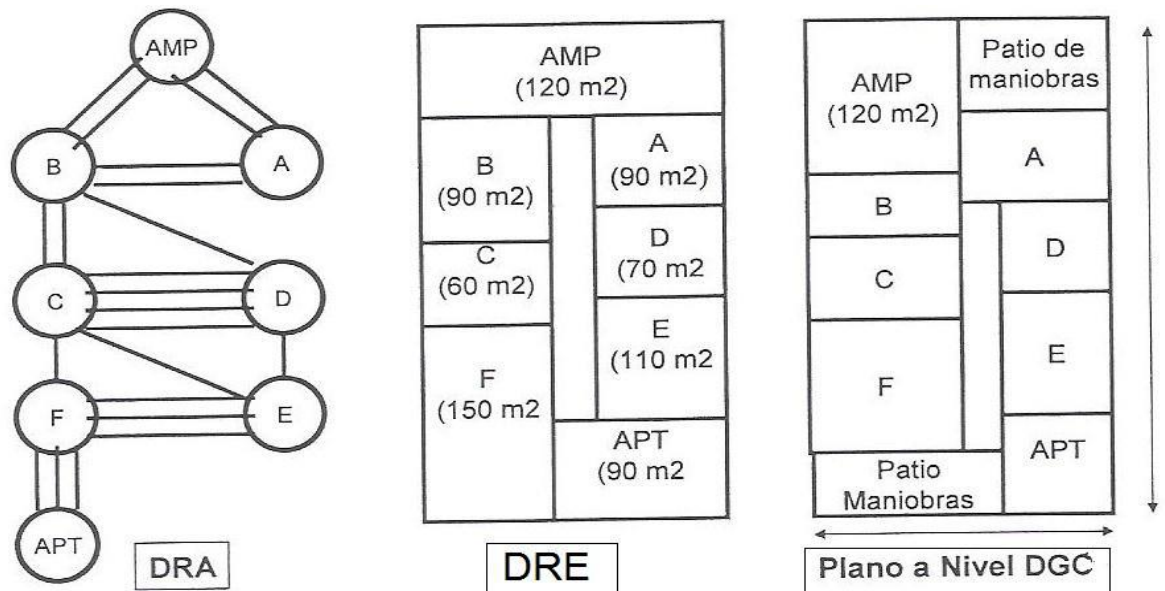 AMP
B
A
C
D
F
E
APT
DRA
AMP
(120 m2)
B
(90 m2)
A
(90 m2)
C
(60 m2)
D
(70 m2
E
(110 m2
F
(150 m2
APT
(90 m2
DRE
AMP
(120 m2)
Patio de
maniobras
A
B
C
D
E
F
APT
Patio
Maniobras
Plano a Nivel DGC